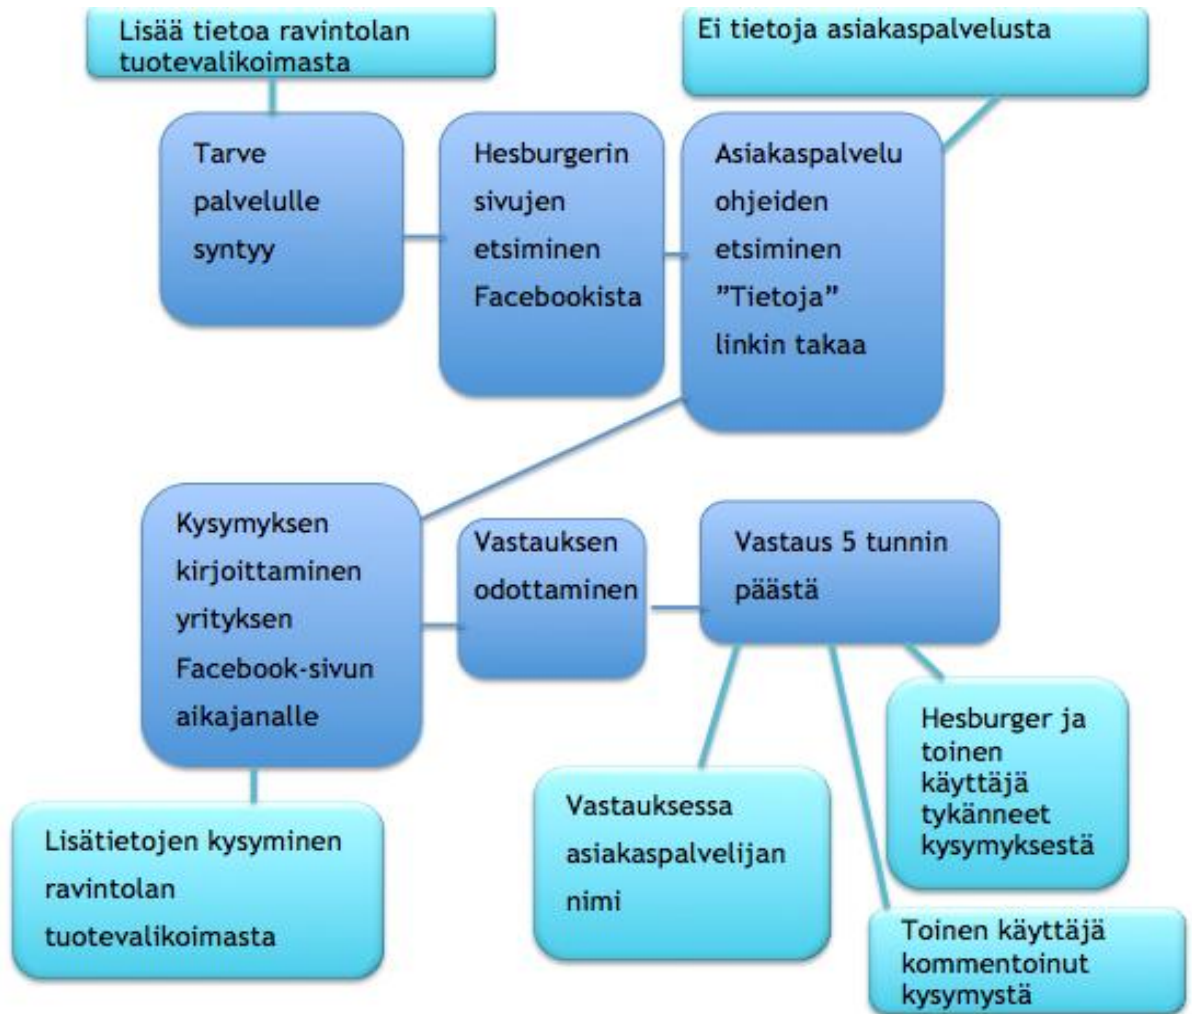 Lisää tietoa ravintolan
tuotevalikoimasta
Ei tietoja asiakaspalvelusta
Tarve
palvelulle
syntyy
Hesburgerin
sivujen
etsiminen
Facebookista
Asiakaspalvelu
ohjeiden
etsiminen
”Tietoja”
linkin takaa
Kysymyksen
kirjoittaminen
yrityksen
Facebook-sivun
aikajanalle
Vastauksen
odottaminen
Vastaus 5 tunnin
päästä
Lisätietojen kysyminen
ravintolan
tuotevalikoimasta
Vastauksessa
asiakaspalvelijan
nimi
Hesburger ja
toinen
käyttäjä
tykänneet
kysymyksestä
Toinen käyttäjä
kommentoinut
kysymystä